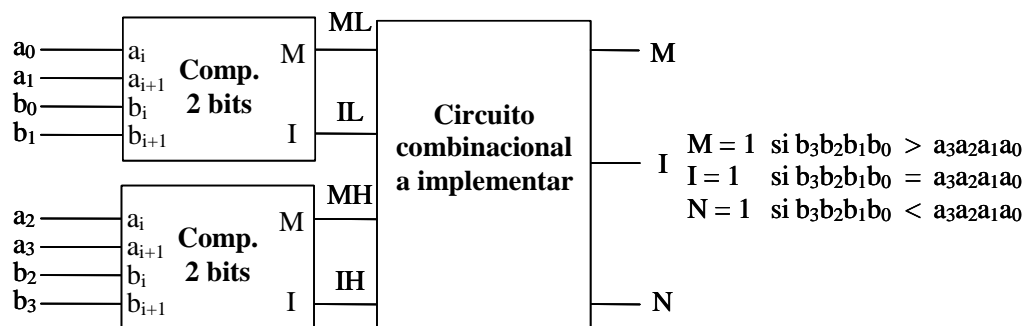 a₀
a₁
b₀
b₁
aᵢ
aᵢ₊₁
bᵢ
bᵢ₊₁
Comp.
2 bits
M
I
ML
IL
a₂
a₃
b₂
b₃
aᵢ
aᵢ₊₁
bᵢ
bᵢ₊₁
Comp.
2 bits
M
I
MH
IH
Circuito
combinacional
a implementar
M
I
N
M = 1 si b₃b₂b₁b₀ > a₃a₂a₁a₀
I = 1 si b₃b₂b₁b₀ = a₃a₂a₁a₀
N = 1 si b₃b₂b₁b₀ < a₃a₂a₁a₀